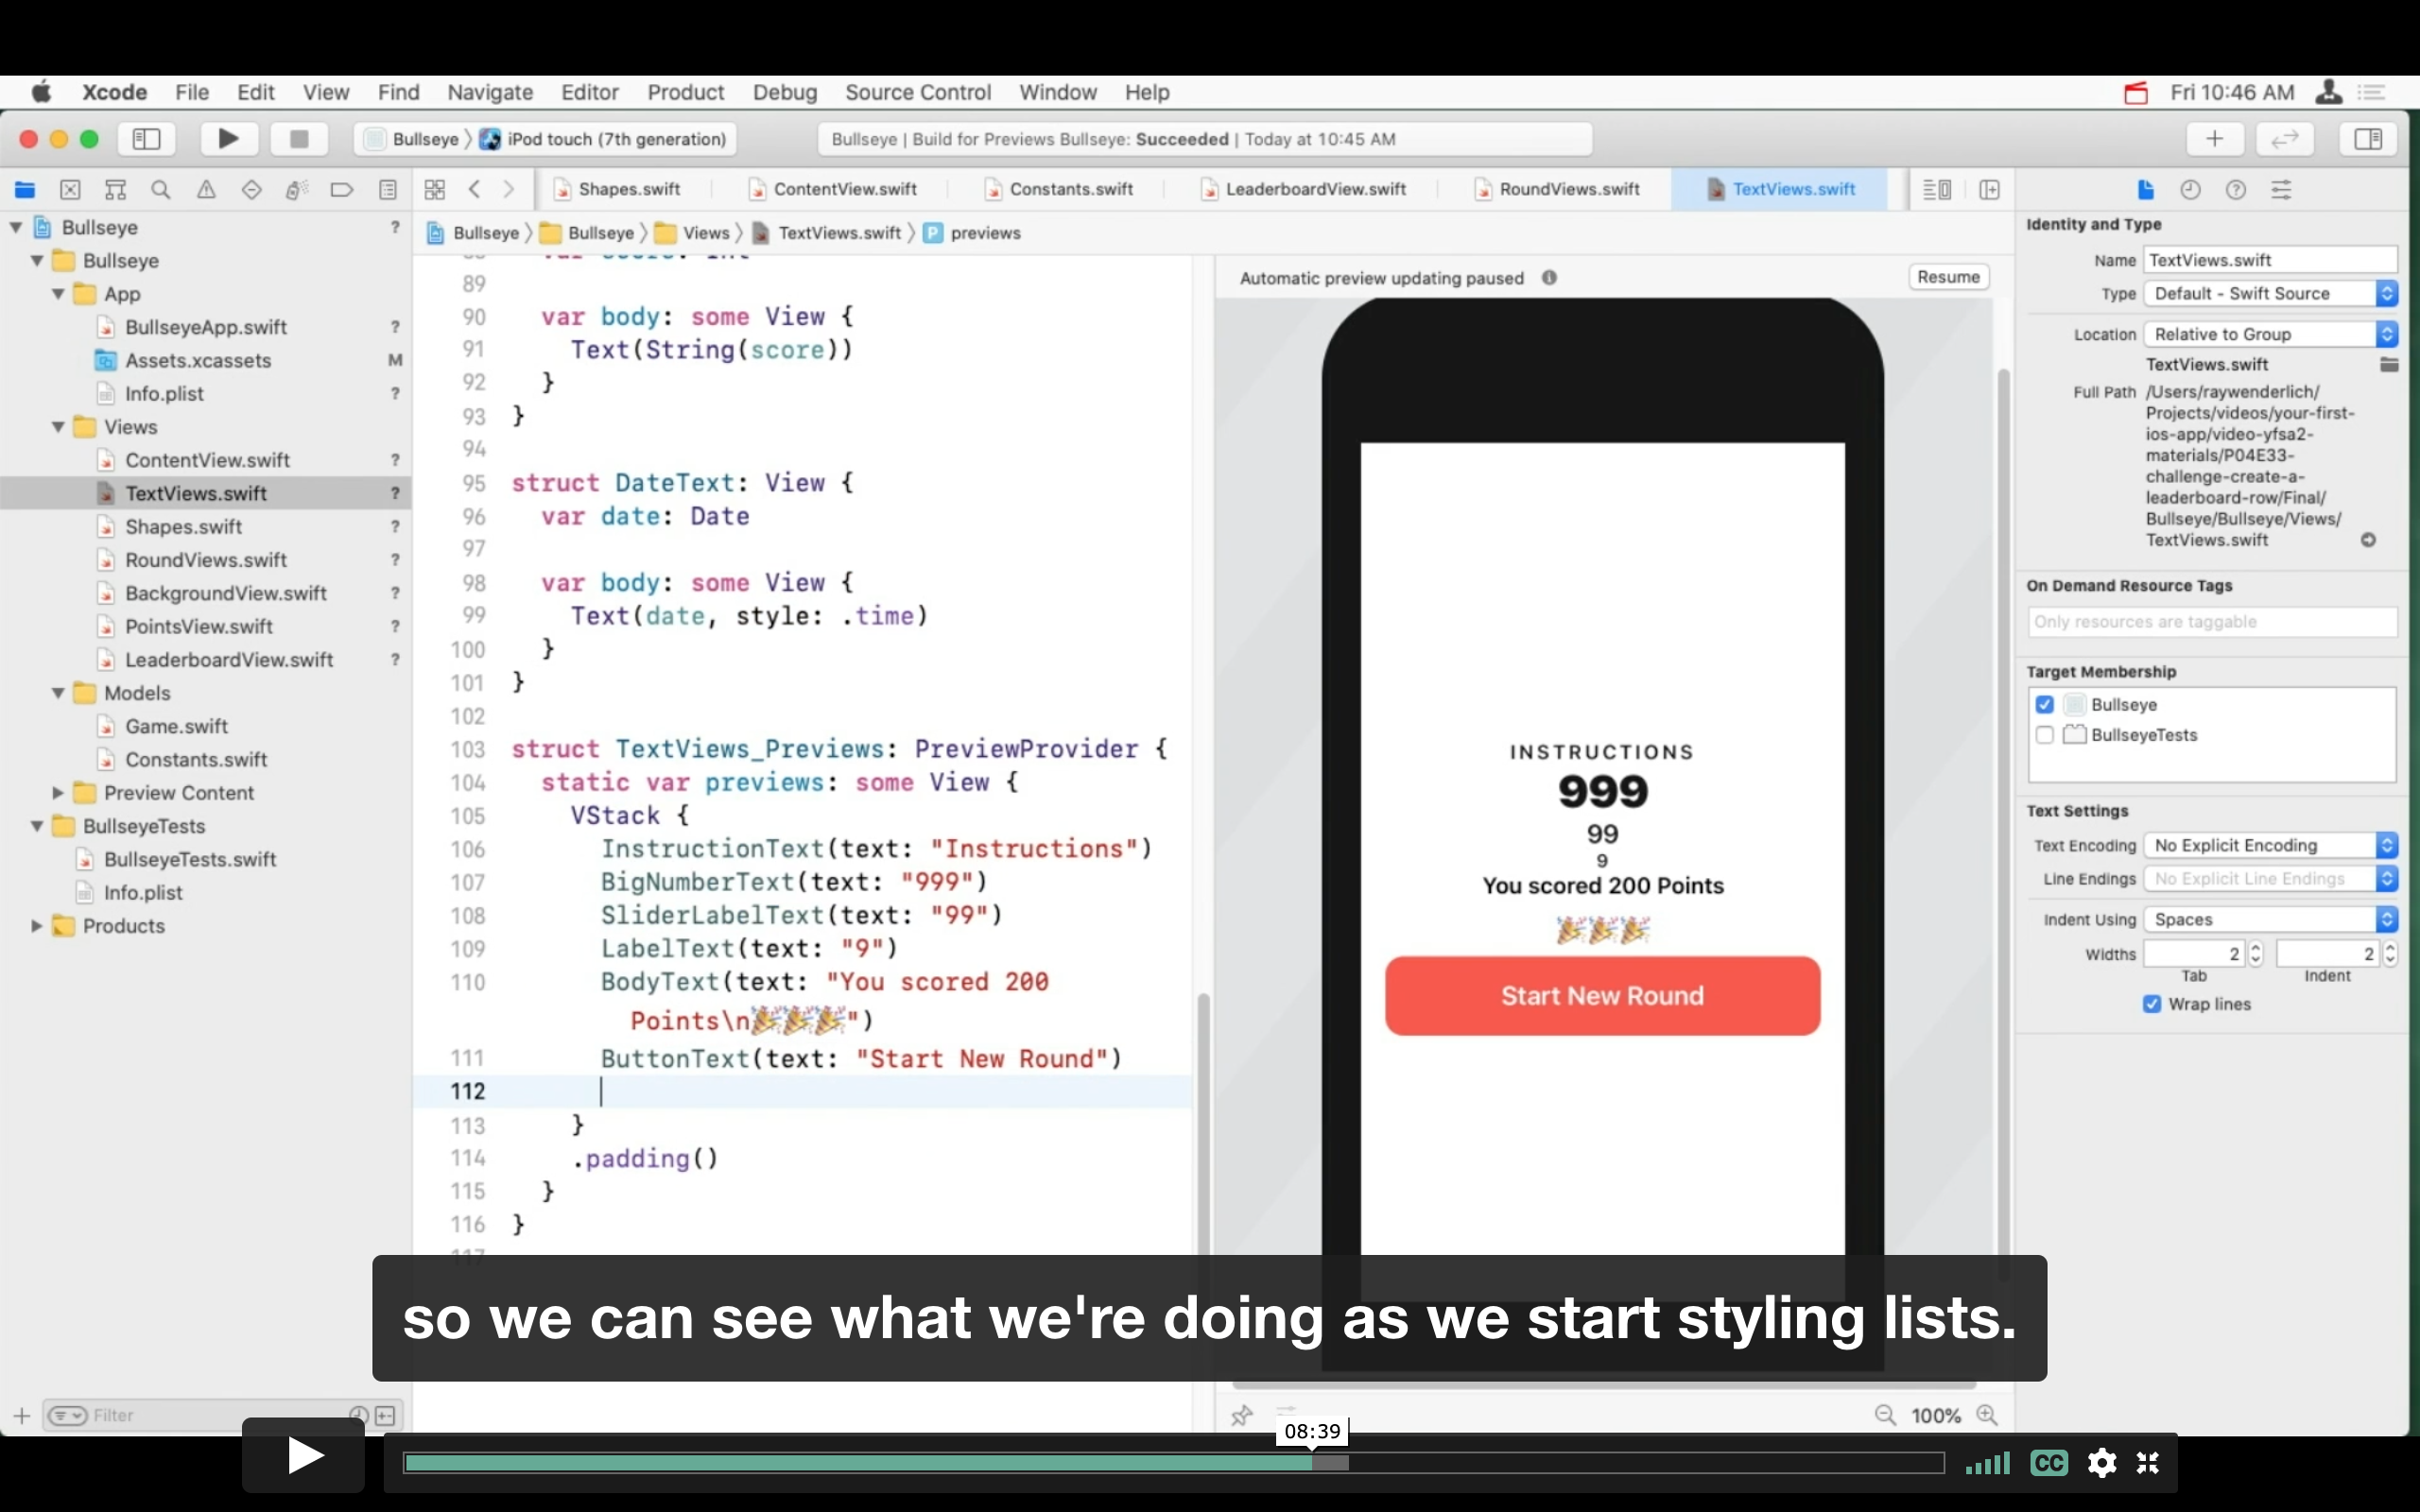 Xcode File Edit View Find Navigate Editor Product Debug Source Control Window Help Fri 10:46 AM
Bullseye 〉 iPod touch (7th generation) Bullseye | Build for Previews Bullseye: Succeeded | Today at 10:45 AM
Shapes.swift ContentView.swift Constants.swift LeaderboardView.swift RoundViews.swift TextViews.swift
Bullseye 〉 Bullseye 〉 Views 〉 TextViews.swift 〉 P previews
Bullseye ?
Bullseye
App
BullseyeApp.swift ?
Assets.xcassets M
Info.plist ?
Views
ContentView.swift ?
TextViews.swift ?
Shapes.swift ?
RoundViews.swift ?
BackgroundView.swift ?
PointsView.swift ?
LeaderboardView.swift ?
Models
Game.swift
Constants.swift
Preview Content
BullseyeTests
BullseyeTests.swift
Info.plist
Products
Filter
89
90 var body: some View {
91 Text(String(score))
92 }
93 }
94
95 struct DateText: View {
96 var date: Date
97
98 var body: some View {
99 Text(date, style: .time)
100 }
101 }
102
103 struct TextViews_Previews: PreviewProvider {
104 static var previews: some View {
105 VStack {
106 InstructionText(text: "Instructions")
107 BigNumberText(text: "999")
108 SliderLabelText(text: "99")
109 LabelText(text: "9")
110 BodyText(text: "You scored 200
Points\n🎉🎉🎉")
111 ButtonText(text: "Start New Round")
112
113 }
114 .padding()
115 }
116 }
Automatic preview updating paused Resume
INSTRUCTIONS
999
99
9
You scored 200 Points
🎉🎉🎉
Start New Round
100%
Identity and Type
Name TextViews.swift
Type Default - Swift Source
Location Relative to Group
TextViews.swift
Full Path /Users/raywenderlich/
Projects/videos/your-first-
ios-app/video-yfsa2-
materials/P04E33-
challenge-create-a-
leaderboard-row/Final/
Bullseye/Bullseye/Views/
TextViews.swift
On Demand Resource Tags
Only resources are taggable
Target Membership
Bullseye
BullseyeTests
Text Settings
Text Encoding No Explicit Encoding
Line Endings No Explicit Line Endings
Indent Using Spaces
Widths 2 2
Tab Indent
Wrap lines
so we can see what we're doing as we start styling lists.
08:39
CC